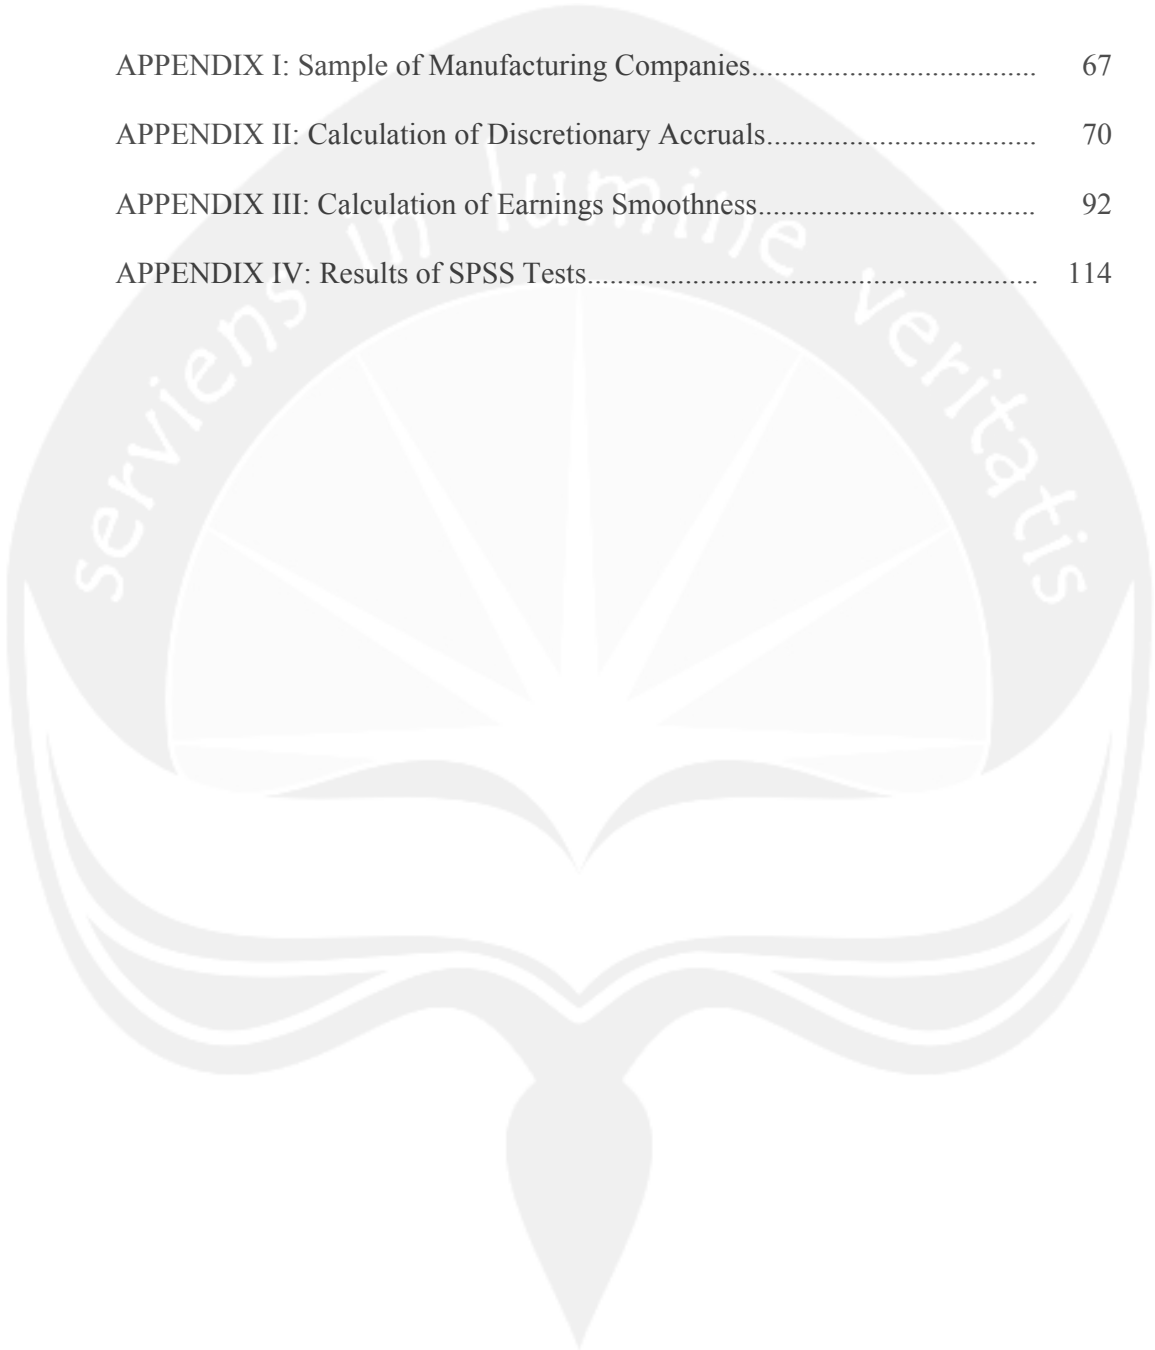 APPENDIX I: Sample of Manufacturing Companies..................................... 67
APPENDIX II: Calculation of Discretionary Accruals................................... 70
APPENDIX III: Calculation of Earnings Smoothness.................................... 92
APPENDIX IV: Results of SPSS Tests........................................................... 114
serviens in lumine veritatis